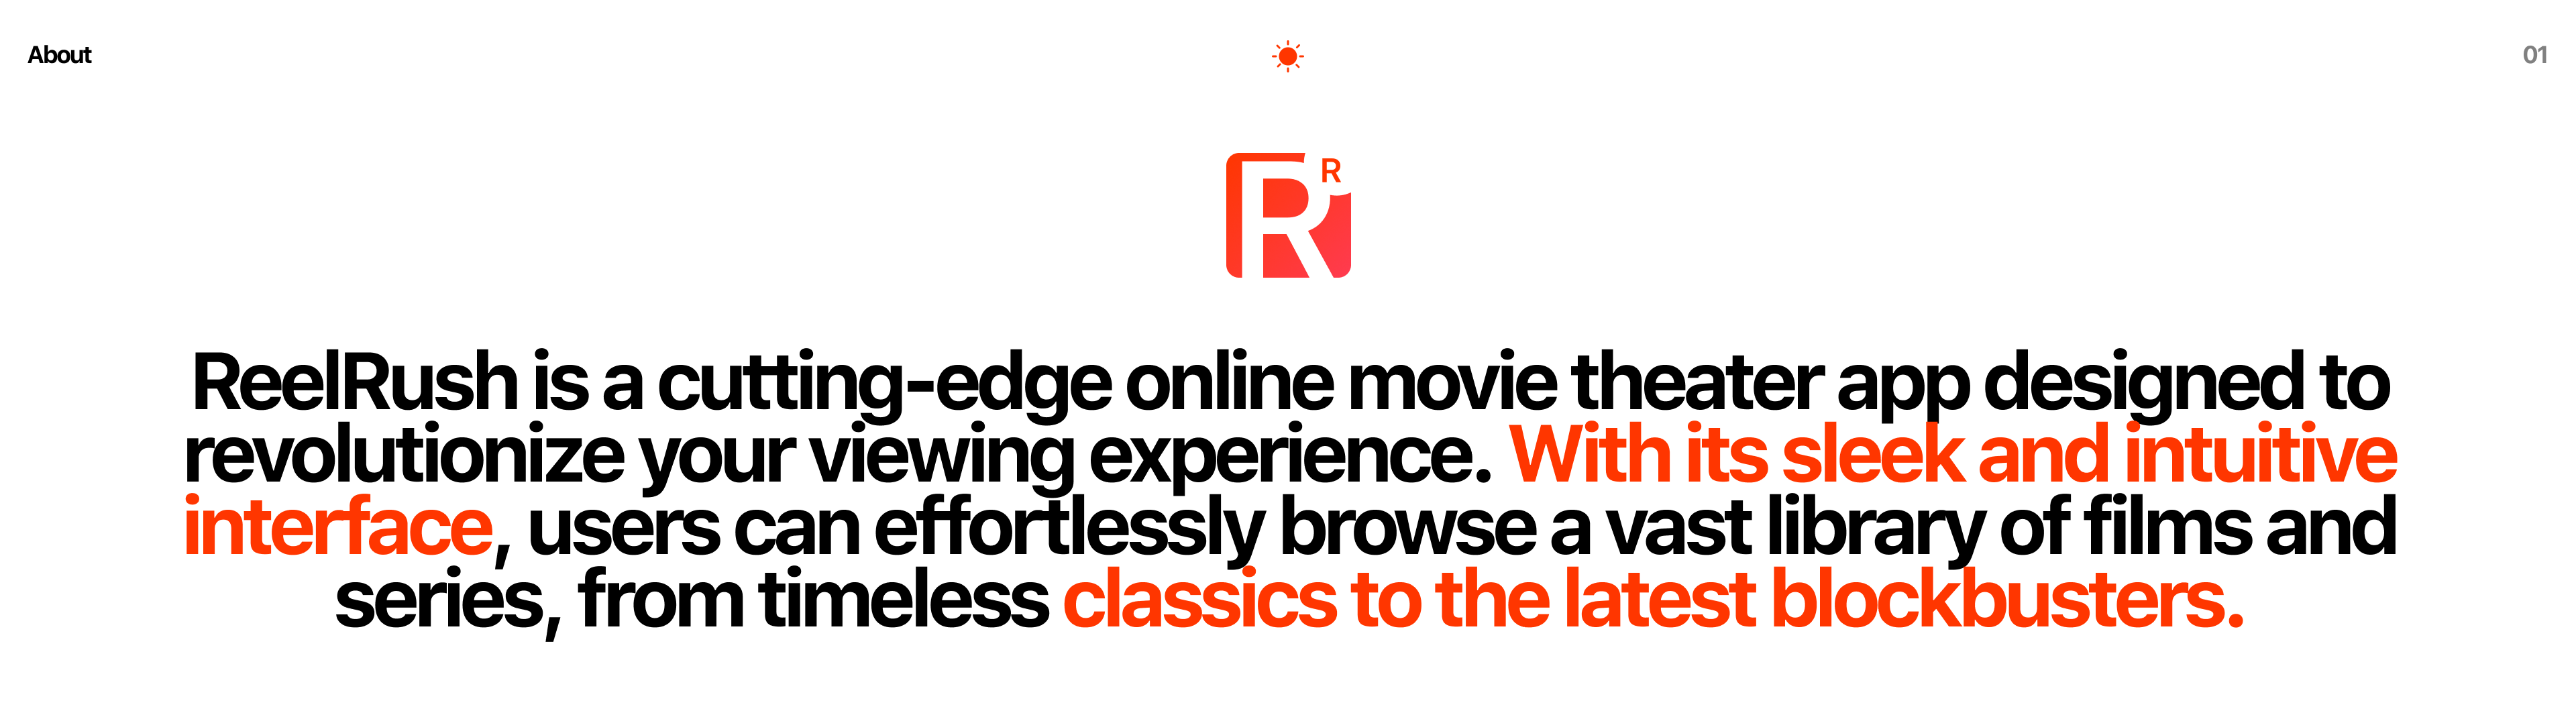 About
01
R
R
ReelRush is a cutting-edge online movie theater app designed to
revolutionize your viewing experience. With its sleek and intuitive
interface, users can effortlessly browse a vast library of films and
series, from timeless classics to the latest blockbusters.